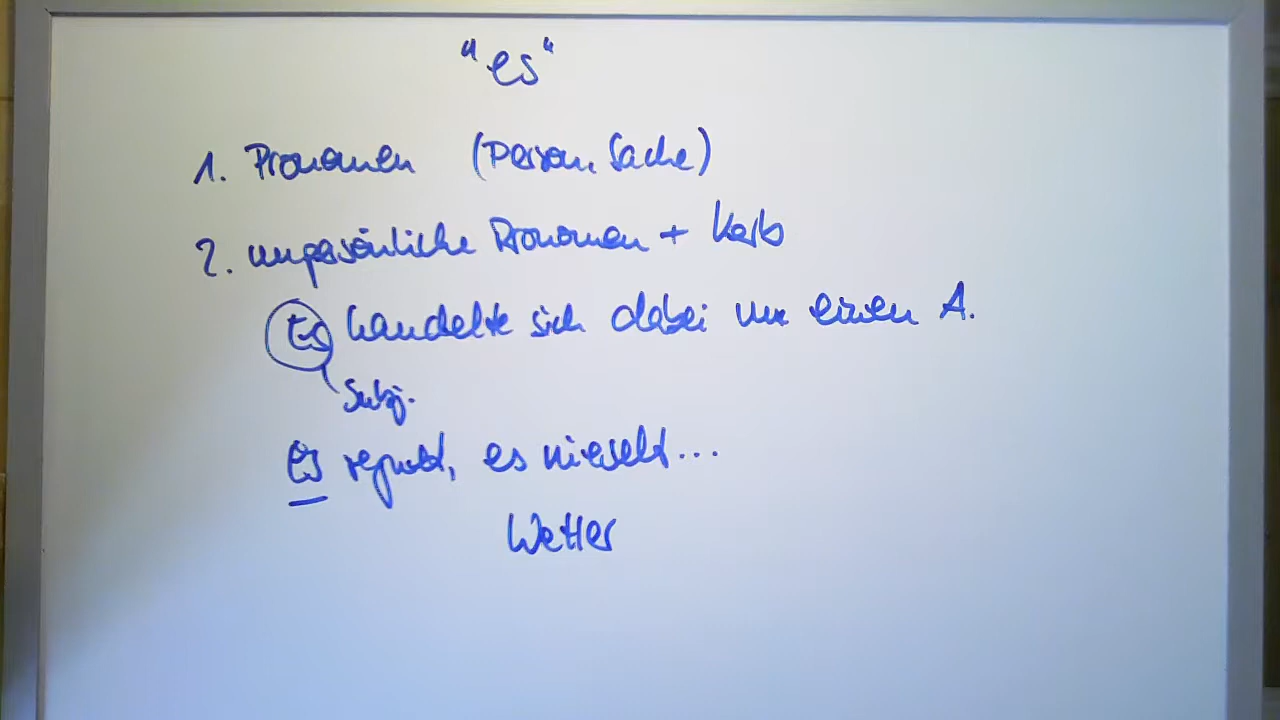 "es"
1. Pronomen (Person, Sache)
2. unpersönliche Pronomen + Verb
Es handelte sich dabei um einen A.
Subj.
Es regnet, es nieselt...
Wetter